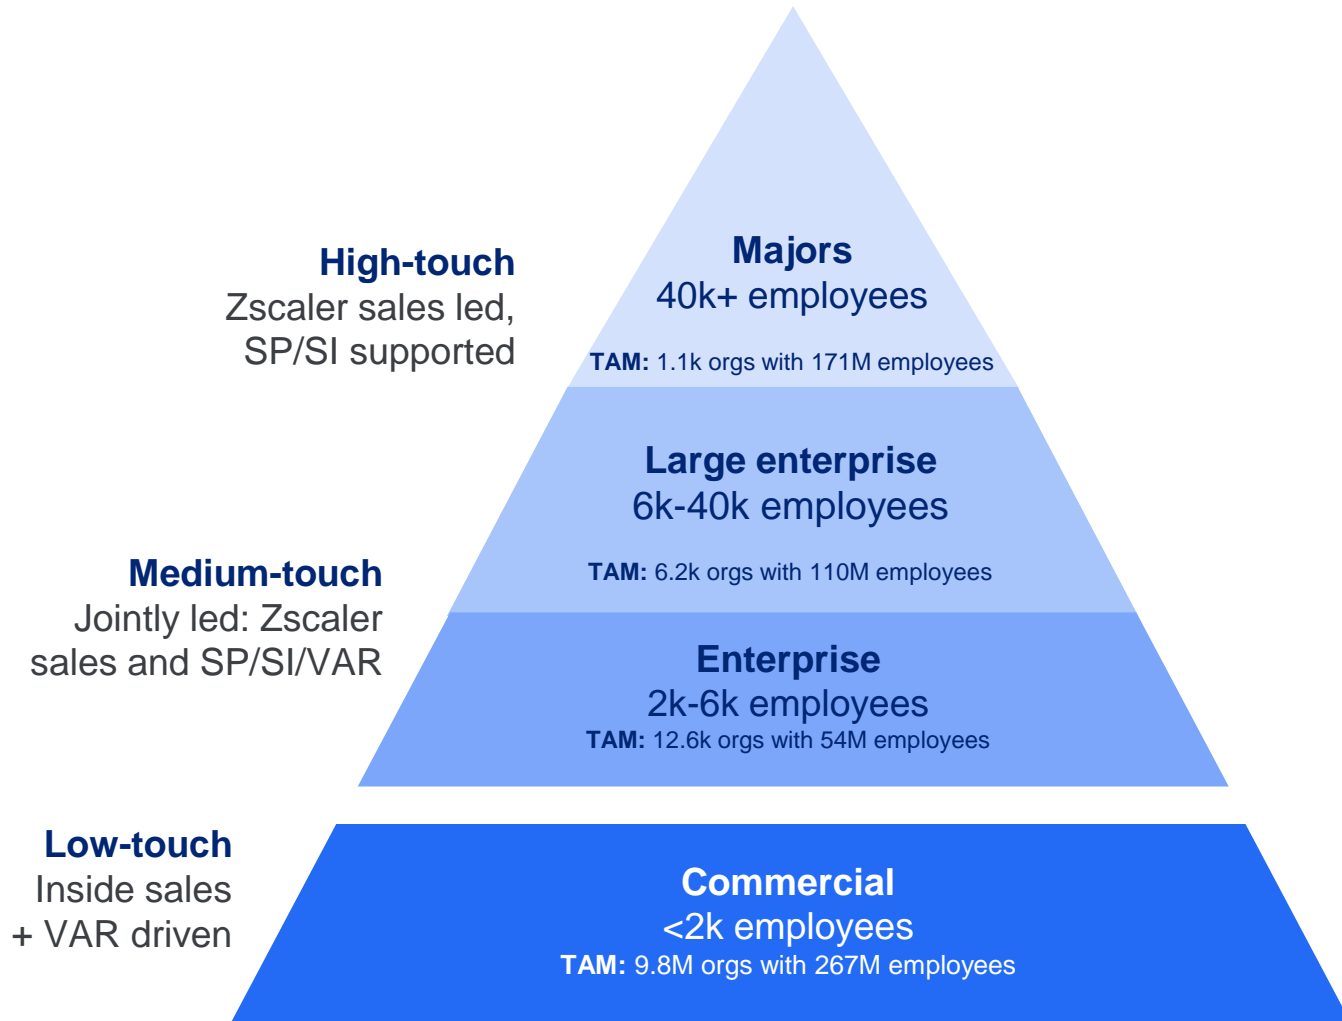 High-touch
Zscaler sales led,
SP/SI supported
Majors
40k+ employees
TAM: 1.1k orgs with 171M employees
Large enterprise
6k-40k employees
TAM: 6.2k orgs with 110M employees
Medium-touch
Jointly led: Zscaler
sales and SP/SI/VAR
Enterprise
2k-6k employees
TAM: 12.6k orgs with 54M employees
Low-touch
Inside sales
+ VAR driven
Commercial
<2k employees
TAM: 9.8M orgs with 267M employees